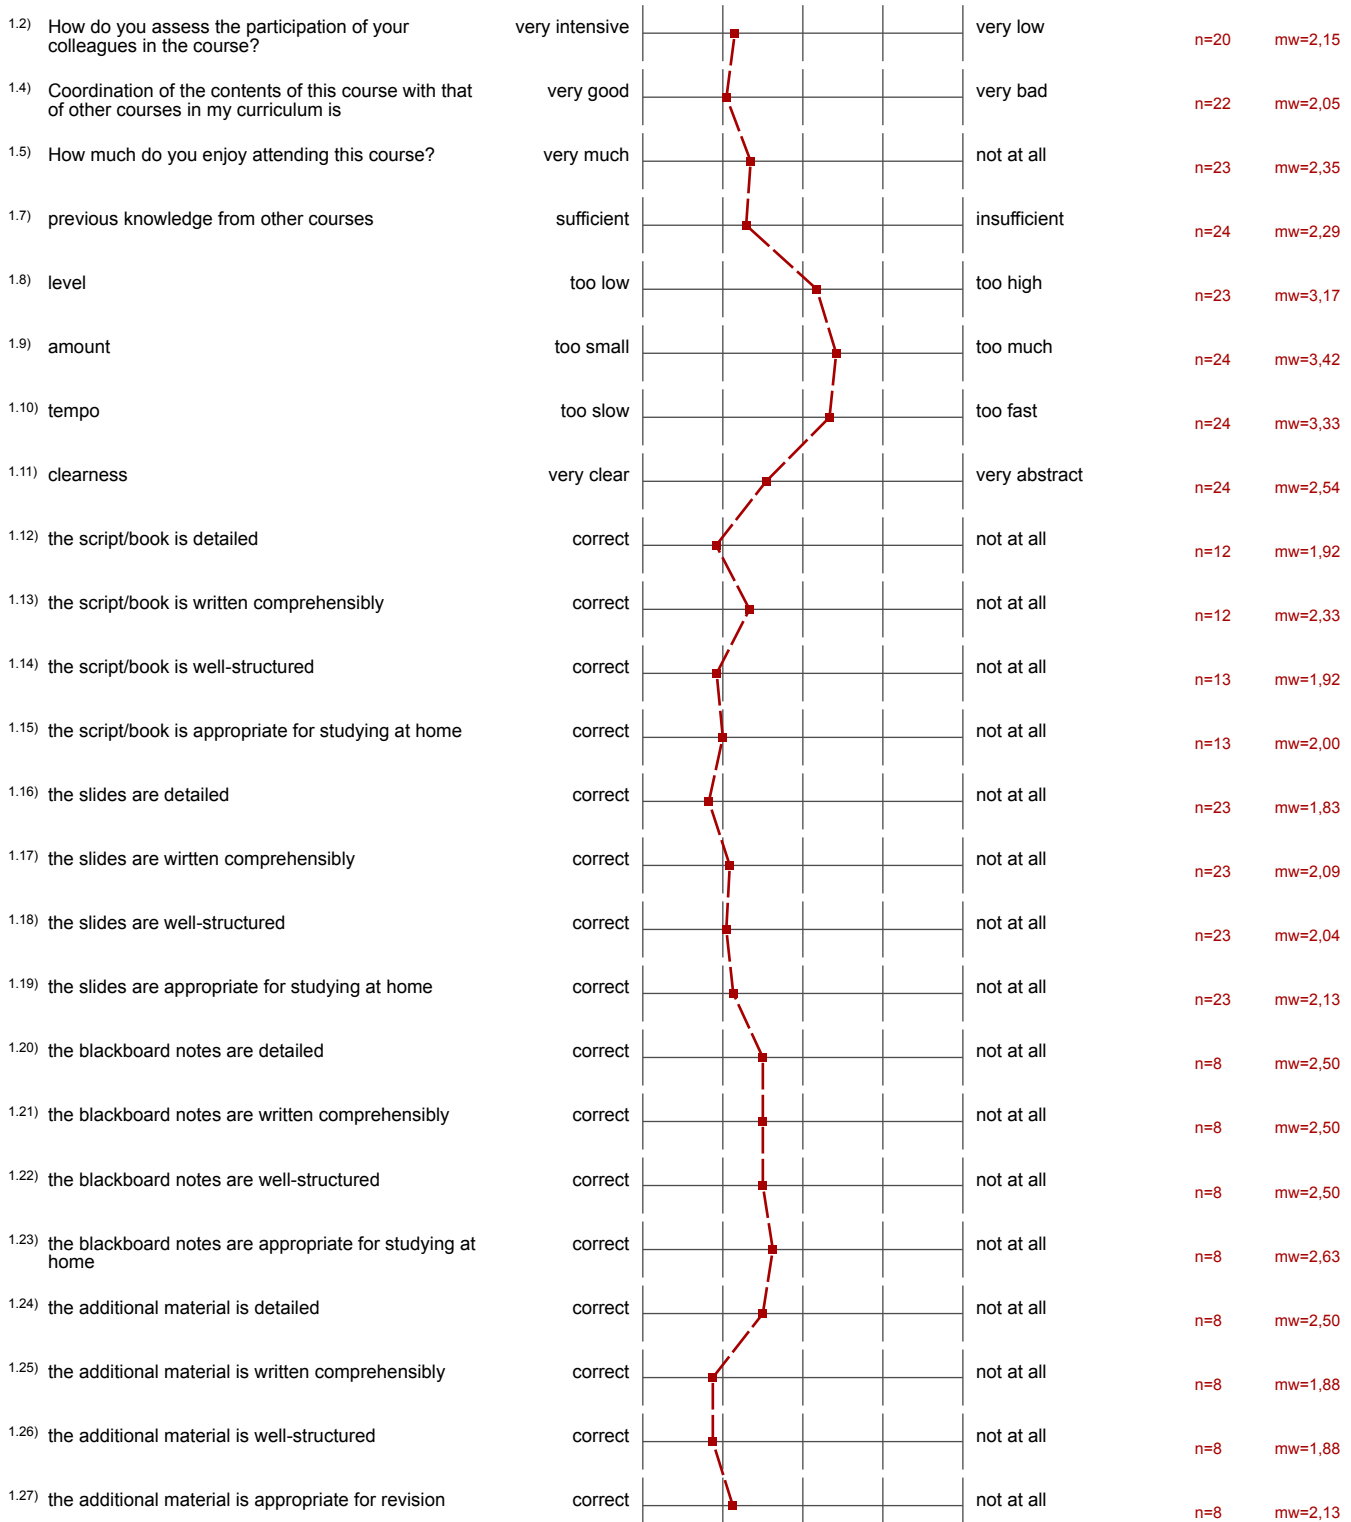 1.2) How do you assess the participation of your colleagues in the course? very intensive very low n=20 mw=2,15
1.4) Coordination of the contents of this course with that of other courses in my curriculum is very good very bad n=22 mw=2,05
1.5) How much do you enjoy attending this course? very much not at all n=23 mw=2,35
1.7) previous knowledge from other courses sufficient insufficient n=24 mw=2,29
1.8) level too low too high n=23 mw=3,17
1.9) amount too small too much n=24 mw=3,42
1.10) tempo too slow too fast n=24 mw=3,33
1.11) clearness very clear very abstract n=24 mw=2,54
1.12) the script/book is detailed correct not at all n=12 mw=1,92
1.13) the script/book is written comprehensibly correct not at all n=12 mw=2,33
1.14) the script/book is well-structured correct not at all n=13 mw=1,92
1.15) the script/book is appropriate for studying at home correct not at all n=13 mw=2,00
1.16) the slides are detailed correct not at all n=23 mw=1,83
1.17) the slides are wirtten comprehensibly correct not at all n=23 mw=2,09
1.18) the slides are well-structured correct not at all n=23 mw=2,04
1.19) the slides are appropriate for studying at home correct not at all n=23 mw=2,13
1.20) the blackboard notes are detailed correct not at all n=8 mw=2,50
1.21) the blackboard notes are written comprehensibly correct not at all n=8 mw=2,50
1.22) the blackboard notes are well-structured correct not at all n=8 mw=2,50
1.23) the blackboard notes are appropriate for studying at home correct not at all n=8 mw=2,63
1.24) the additional material is detailed correct not at all n=8 mw=2,50
1.25) the additional material is written comprehensibly correct not at all n=8 mw=1,88
1.26) the additional material is well-structured correct not at all n=8 mw=1,88
1.27) the additional material is appropriate for revision correct not at all n=8 mw=2,13